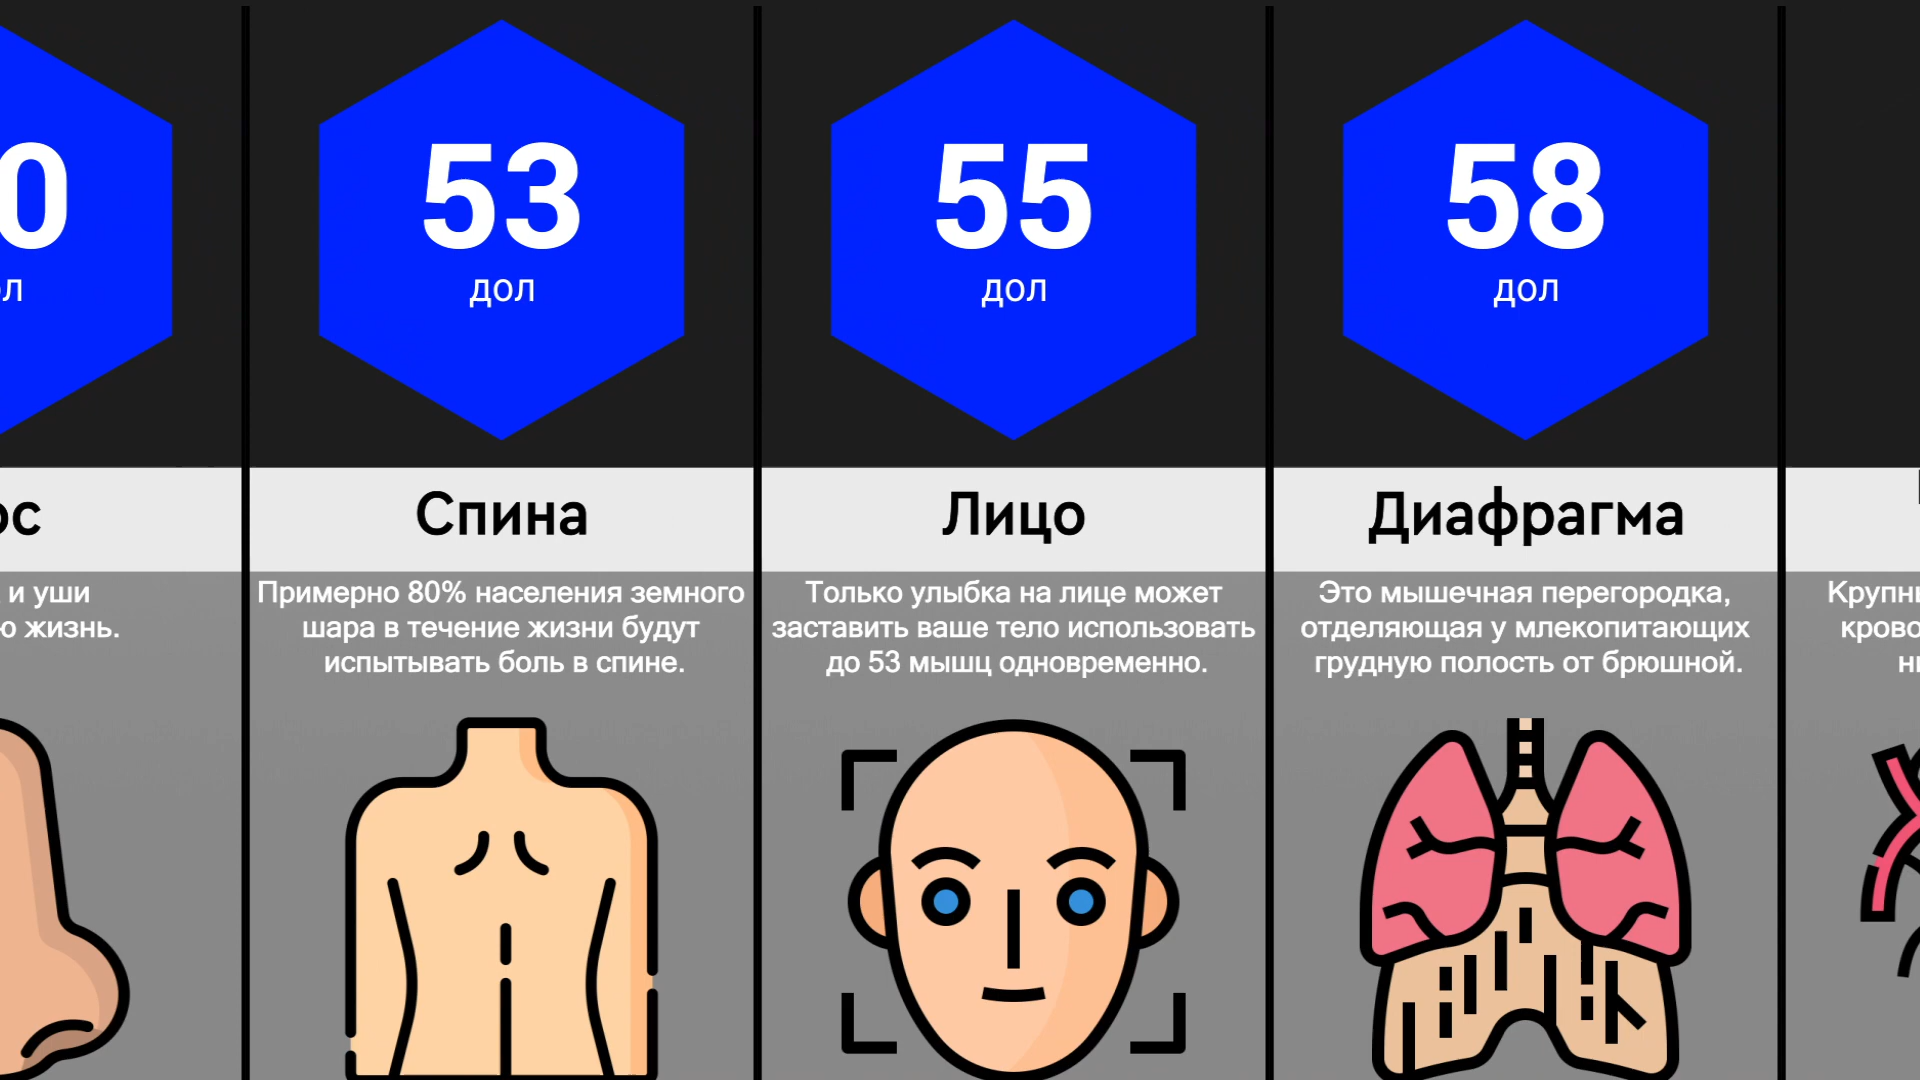 53
дол
Спина
Примерно 80% населения земного
шара в течение жизни будут
испытывать боль в спине.
55
дол
Лицо
Только улыбка на лице может
заставить ваше тело использовать
до 53 мышц одновременно.
58
дол
Диафрагма
Это мышечная перегородка,
отделяющая у млекопитающих
грудную полость от брюшной.
и уши
жизнь.